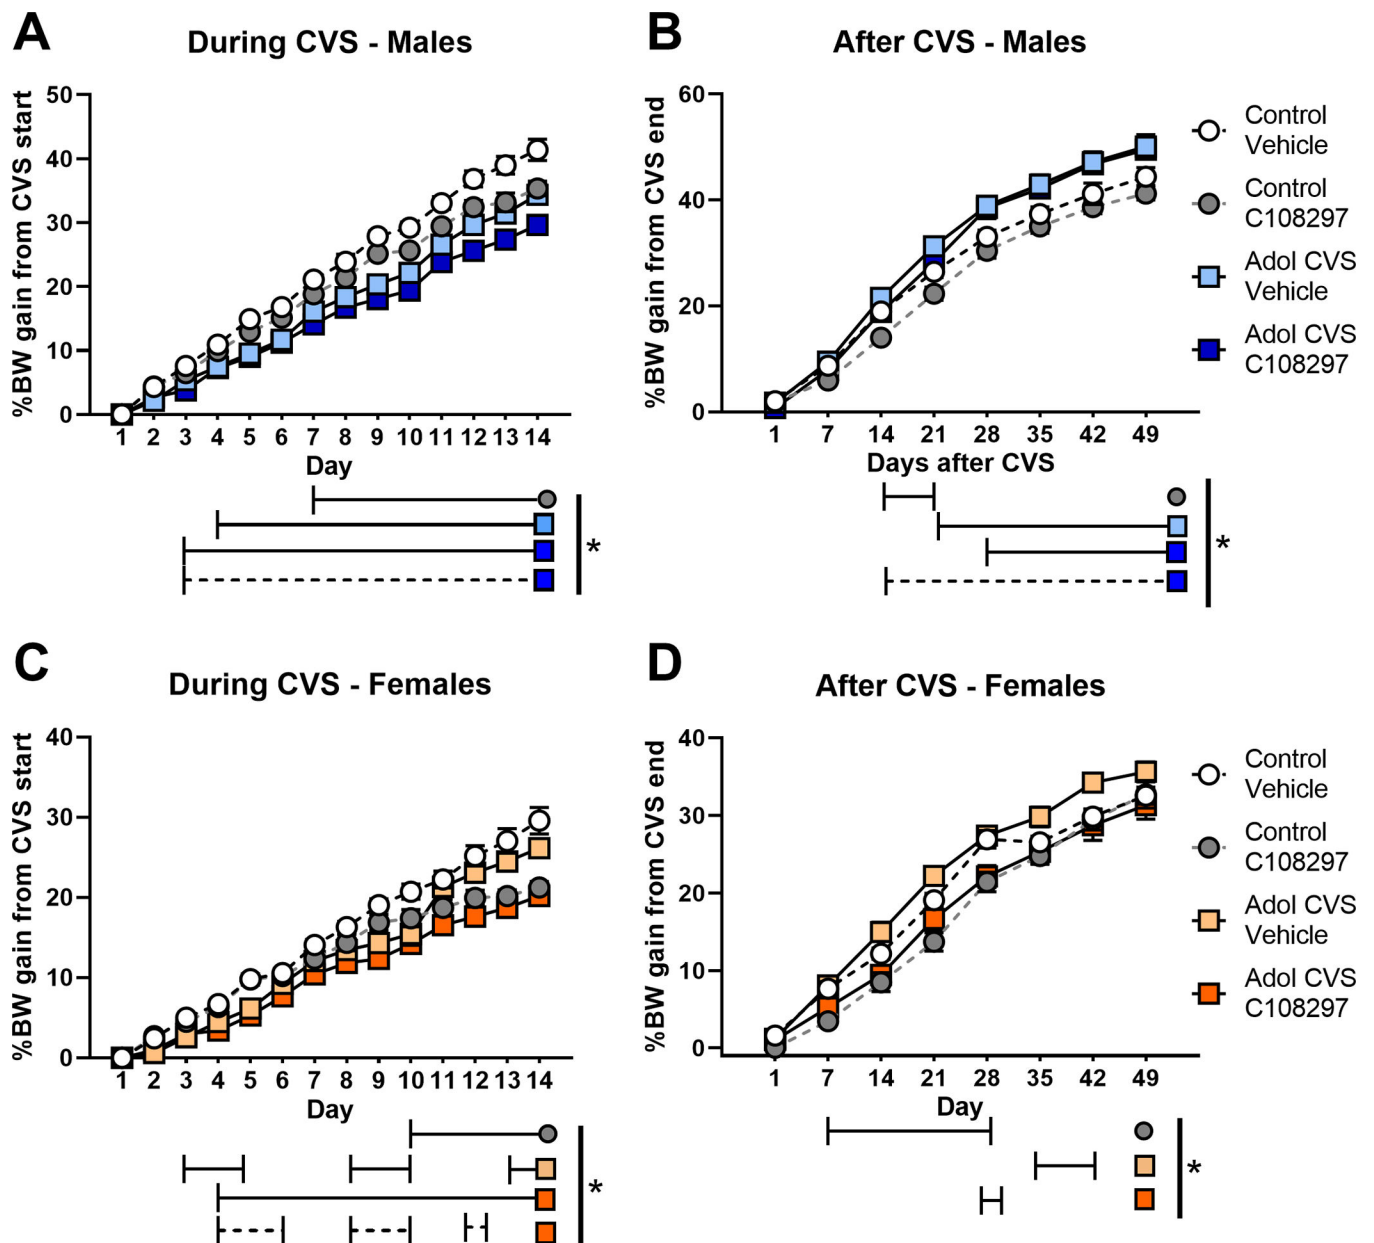 A
During CVS - Males
%BW gain from CVS start
50
40
30
20
10
0
1 2 3 4 5 6 7 8 9 10 11 12 13 14
Day
*
B
After CVS - Males
%BW gain from CVS end
60
40
20
0
1 7 14 21 28 35 42 49
Days after CVS
*
Control
Vehicle
Control
C108297
Adol CVS
Vehicle
Adol CVS
C108297
C
During CVS - Females
%BW gain from CVS start
40
30
20
10
0
1 2 3 4 5 6 7 8 9 10 11 12 13 14
Day
*
D
After CVS - Females
%BW gain from CVS end
40
30
20
10
0
1 7 14 21 28 35 42 49
Day
*
Control
Vehicle
Control
C108297
Adol CVS
Vehicle
Adol CVS
C108297